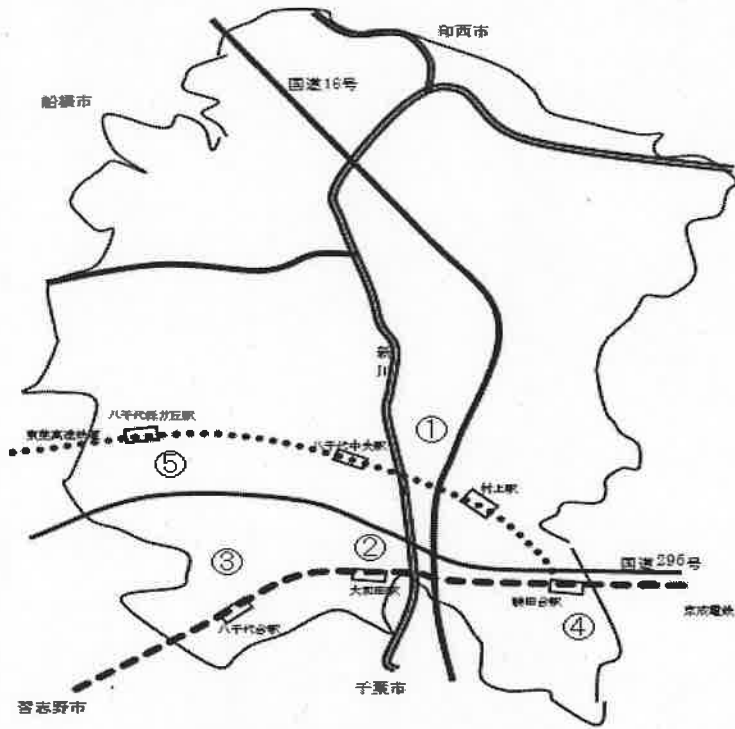 印西市
国道16号
船橋市
新川
八千代緑が丘駅
東葉高速鉄道
①
八千代中央駅
⑤
村上駅
②
③
国道296号
大和田駅
勝田台駅
八千代台駅
京成電鉄
④
千葉市
習志野市